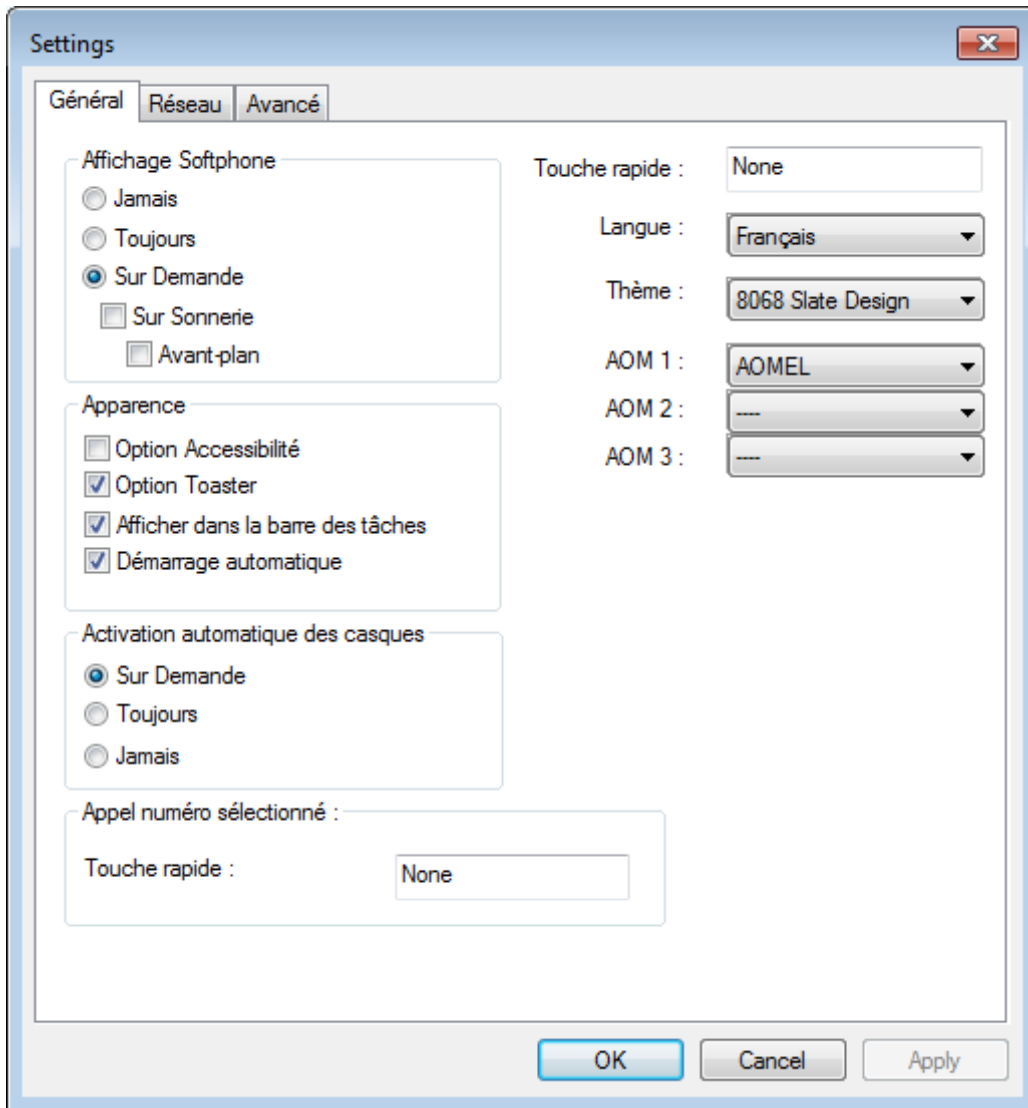 Settings
Général Réseau Avancé
Affichage Softphone
Jamais
Toujours
Sur Demande
Sur Sonnerie
Avant-plan
Apparence
Option Accessibilité
Option Toaster
Afficher dans la barre des tâches
Démarrage automatique
Activation automatique des casques
Sur Demande
Toujours
Jamais
Appel numéro sélectionné :
Touche rapide : None
Touche rapide : None
Langue : Français
Thème : 8068 Slate Design
AOM 1 : AOMEL
AOM 2 : ----
AOM 3 : ----
OK Cancel Apply